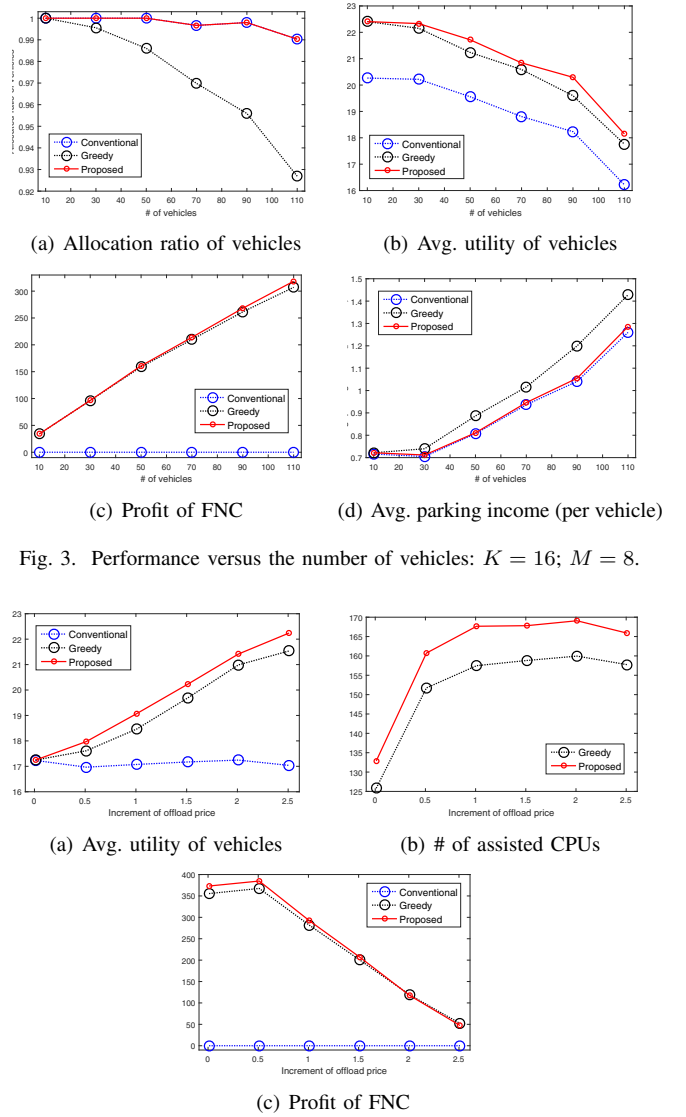 1
0.99
0.98
0.97
0.96
0.95
0.94
0.93
0.92
Conventional
Greedy
Proposed
10 20 30 40 50 60 70 80 90 100 110
# of vehicles
(a) Allocation ratio of vehicles
23
22
21
20
19
18
17
16
Conventional
Greedy
Proposed
10 20 30 40 50 60 70 80 90 100 110
# of vehicles
(b) Avg. utility of vehicles
300
250
200
150
100
50
0
Conventional
Greedy
Proposed
10 20 30 40 50 60 70 80 90 100 110
# of vehicles
(c) Profit of FNC
1.5
1.4
1.3
1.2
1.1
1
0.9
0.8
0.7
Conventional
Greedy
Proposed
10 20 30 40 50 60 70 80 90 100 110
# of vehicles
(d) Avg. parking income (per vehicle)
Fig. 3. Performance versus the number of vehicles: K = 16; M = 8.
23
22
21
20
19
18
17
16
Conventional
Greedy
Proposed
0 0.5 1 1.5 2 2.5
Increment of offload price
(a) Avg. utility of vehicles
170
165
160
155
150
145
140
135
130
125
Greedy
Proposed
0 0.5 1 1.5 2 2.5
Increment of offload price
(b) # of assisted CPUs
400
350
300
250
200
150
100
50
0
Conventional
Greedy
Proposed
0 0.5 1 1.5 2 2.5
Increment of offload price
(c) Profit of FNC